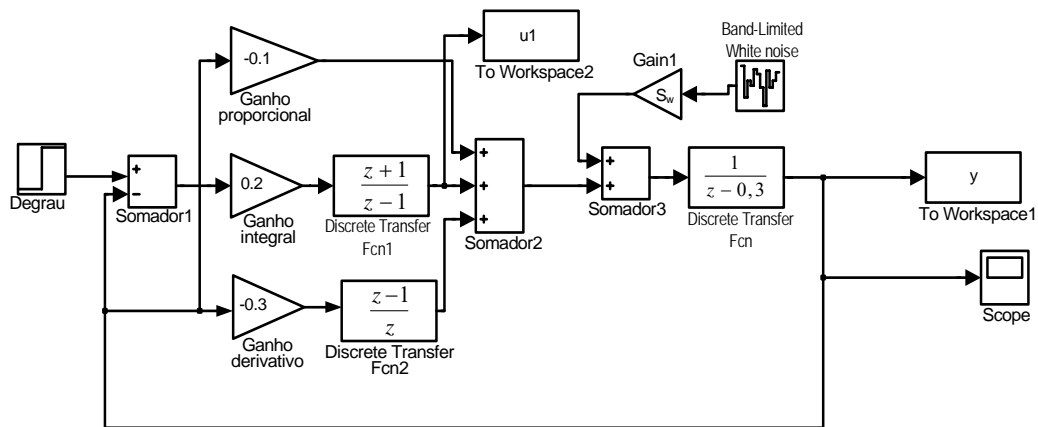 -0.1
Ganho
proporcional
u1
To Workspace2
Band-Limited
White noise
Gain1
Sw
Degrau
+
−
Somador1
0.2
Ganho
integral
z + 1
z − 1
Discrete Transfer
Fcn1
+
+
+
Somador2
+
+
Somador3
1
z − 0,3
Discrete Transfer
Fcn
y
To Workspace1
-0.3
Ganho
derivativo
z − 1
z
Discrete Transfer
Fcn2
Scope